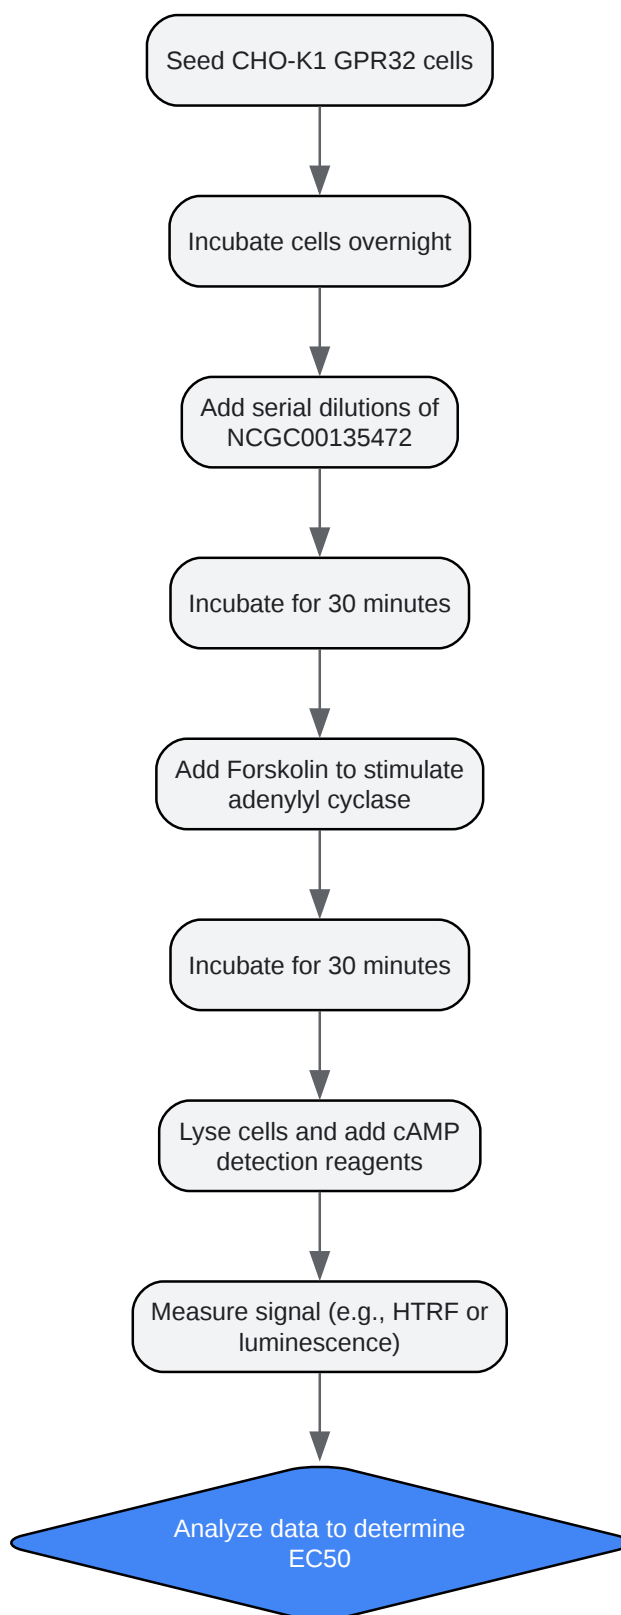 Seed CHO-K1 GPR32 cells
Incubate cells overnight
Add serial dilutions of
NCGC00135472
Incubate for 30 minutes
Add Forskolin to stimulate
adenylyl cyclase
Incubate for 30 minutes
Lyse cells and add cAMP
detection reagents
Measure signal (e.g., HTRF or
luminescence)
Analyze data to determine
EC50